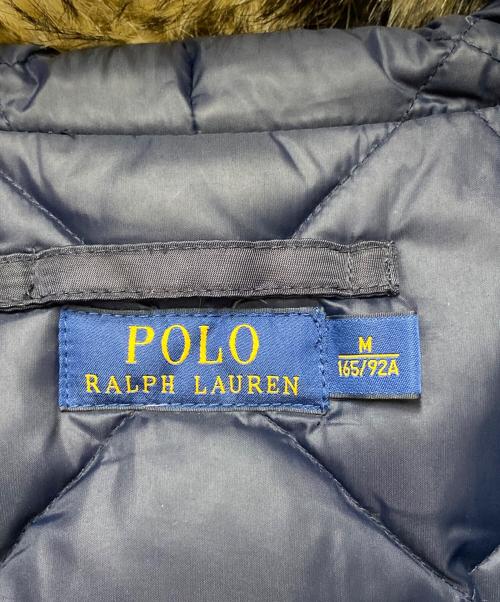 POLO
RALPH LAUREN
M
165/92A